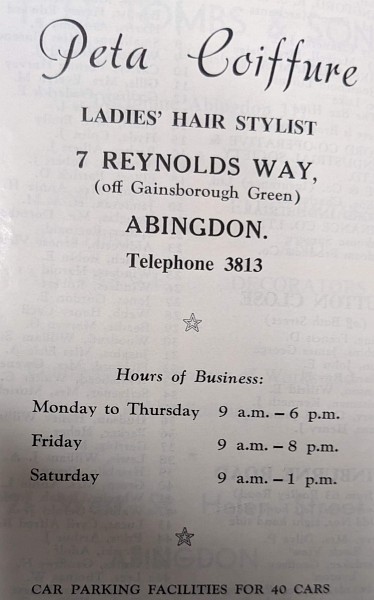 Peta Coiffure
LADIES' HAIR STYLIST
7 REYNOLDS WAY,
(off Gainsborough Green)
ABINGDON.
Telephone 3813
Hours of Business:
Monday to Thursday 9 a.m. – 6 p.m.
Friday 9 a.m. – 8 p.m.
Saturday 9 a.m. – 1 p.m.
CAR PARKING FACILITIES FOR 40 CARS